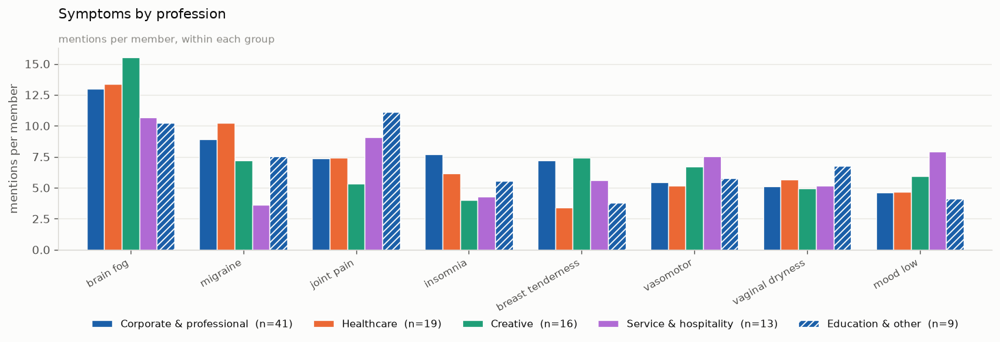 Symptoms by profession
mentions per member, within each group
mentions per member
15.0
12.5
10.0
7.5
5.0
2.5
0.0
brain fog
migraine
joint pain
insomnia
breast tenderness
vasomotor
vaginal dryness
mood low
Corporate & professional (n=41)
Healthcare (n=19)
Creative (n=16)
Service & hospitality (n=13)
Education & other (n=9)